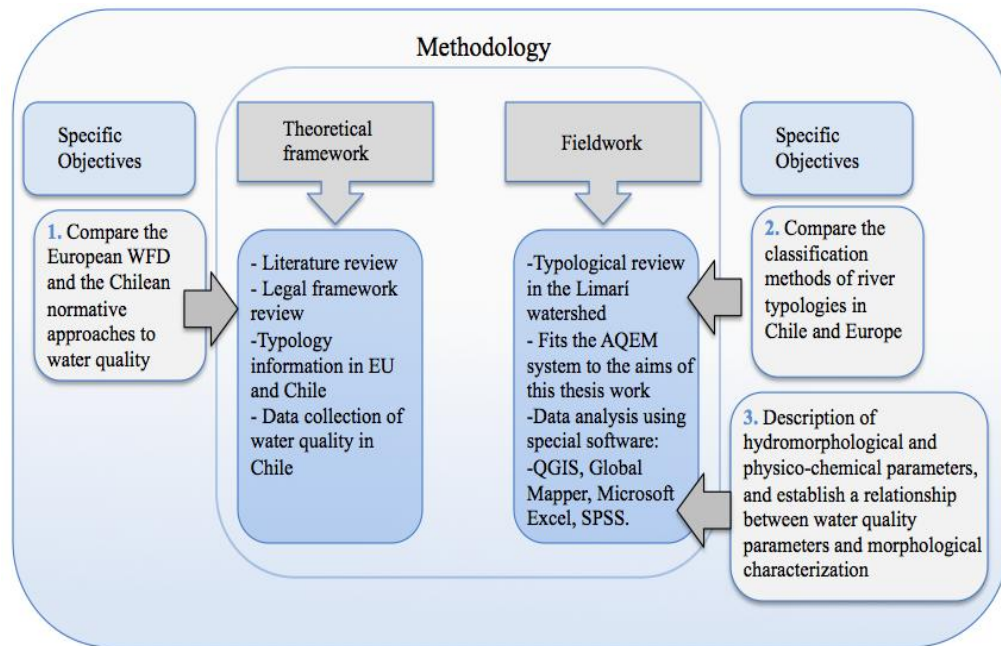 Methodology
Specific
Objectives
Theoretical
framework
Fieldwork
Specific
Objectives
1. Compare the
European WFD
and the Chilean
normative
approaches to
water quality
- Literature review
- Legal framework
review
-Typology
information in EU
and Chile
- Data collection of
water quality in
Chile
-Typological review
in the Limarí
watershed
- Fits the AQEM
system to the aims of
this thesis work
-Data analysis using
special software:
-QGIS, Global
Mapper, Microsoft
Excel, SPSS.
2. Compare the
classification
methods of river
typologies in
Chile and Europe
3. Description of
hydromorphological and
physico-chemical parameters,
and establish a relationship
between water quality
parameters and morphological
characterization